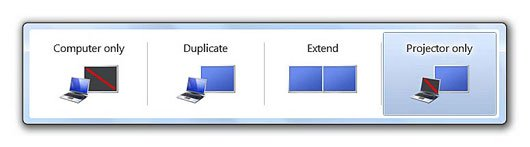 Computer only
Duplicate
Extend
Projector only